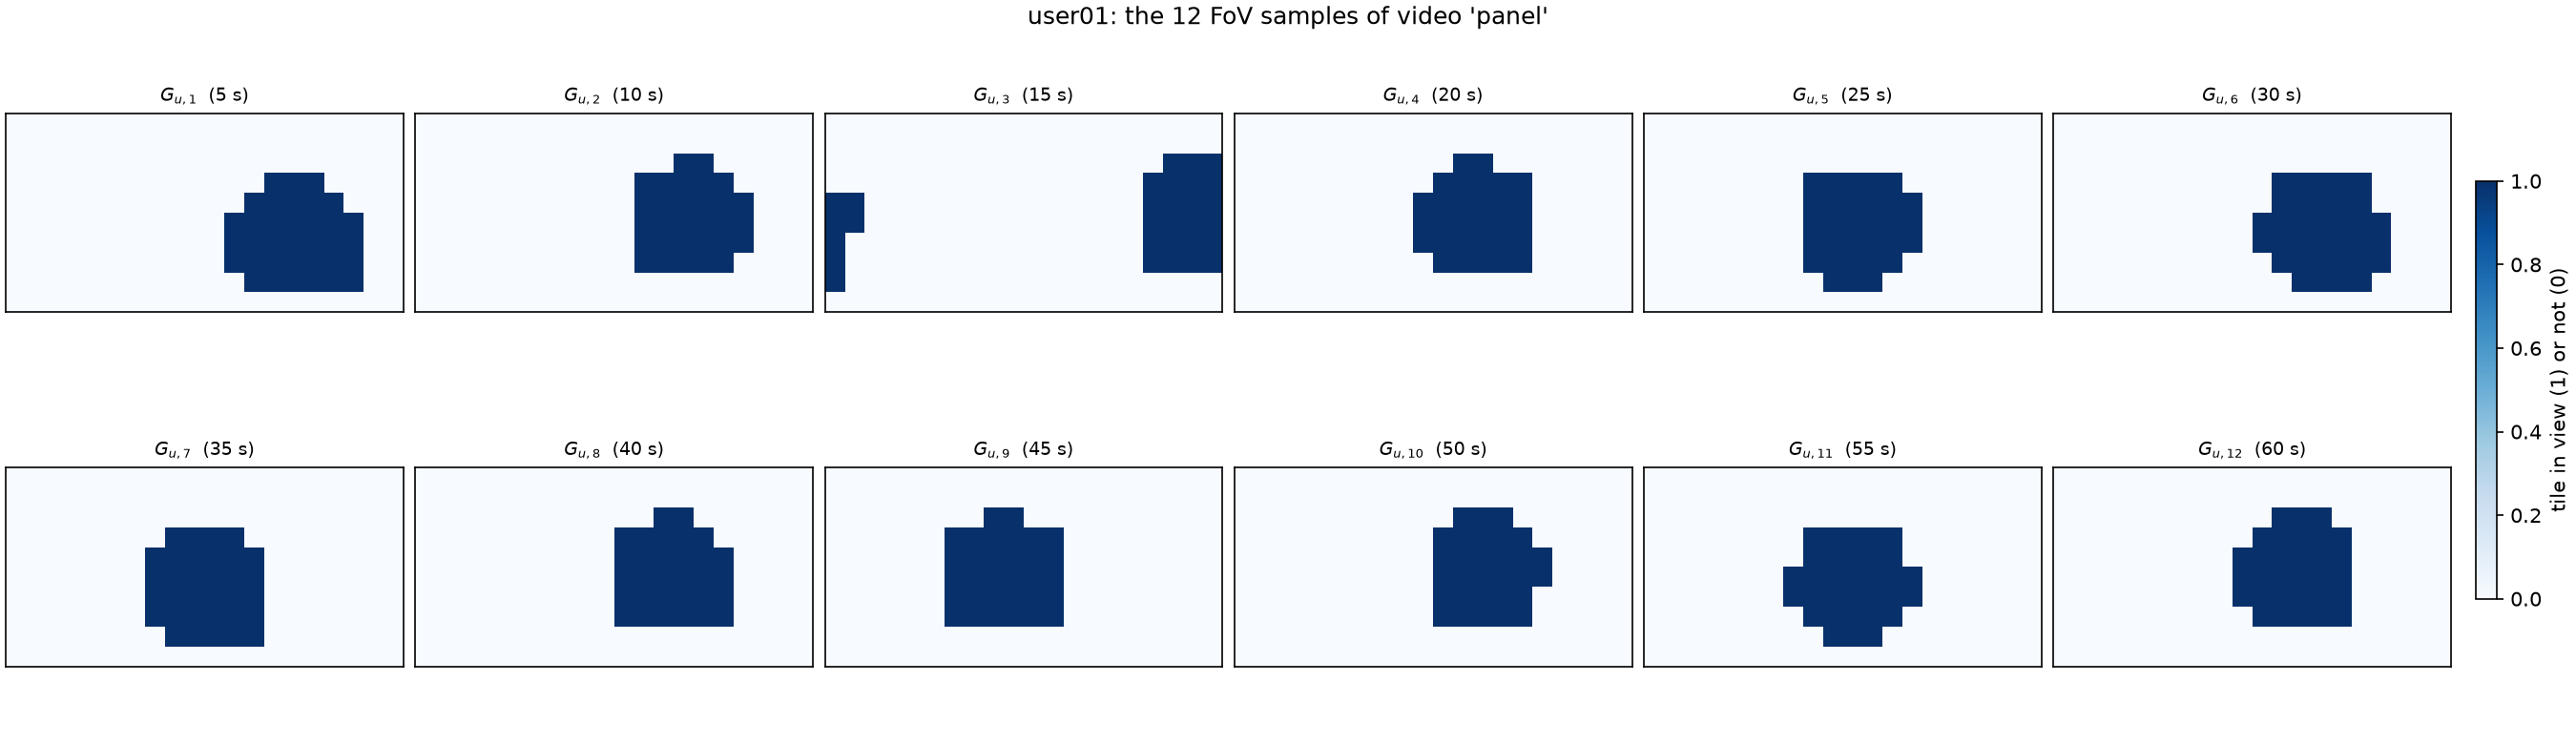 user01: the 12 FoV samples of video 'panel'
G_{u,1} (5 s)
G_{u,2} (10 s)
G_{u,3} (15 s)
G_{u,4} (20 s)
G_{u,5} (25 s)
G_{u,6} (30 s)
G_{u,7} (35 s)
G_{u,8} (40 s)
G_{u,9} (45 s)
G_{u,10} (50 s)
G_{u,11} (55 s)
G_{u,12} (60 s)
1.0
0.8
0.6
0.4
0.2
0.0
tile in view (1) or not (0)